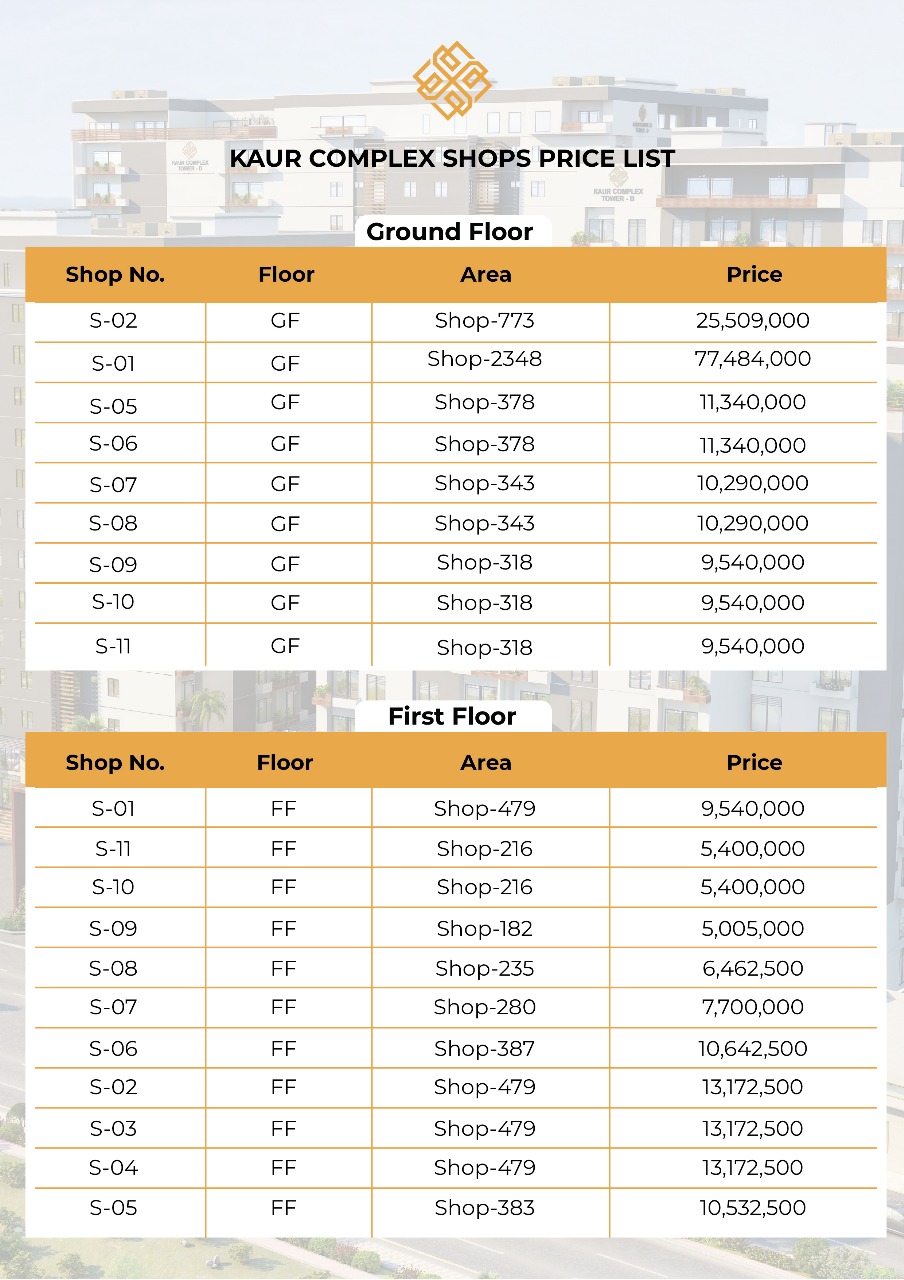 KAUR COMPLEX
TOWER - D
KAUR COMPLEX
TOWER - B
KAUR COMPLEX SHOPS PRICE LIST
Ground Floor
Shop No. Floor Area Price
S-02 GF Shop-773 25,509,000
S-01 GF Shop-2348 77,484,000
S-05 GF Shop-378 11,340,000
S-06 GF Shop-378 11,340,000
S-07 GF Shop-343 10,290,000
S-08 GF Shop-343 10,290,000
S-09 GF Shop-318 9,540,000
S-10 GF Shop-318 9,540,000
S-11 GF Shop-318 9,540,000
First Floor
Shop No. Floor Area Price
S-01 FF Shop-479 9,540,000
S-11 FF Shop-216 5,400,000
S-10 FF Shop-216 5,400,000
S-09 FF Shop-182 5,005,000
S-08 FF Shop-235 6,462,500
S-07 FF Shop-280 7,700,000
S-06 FF Shop-387 10,642,500
S-02 FF Shop-479 13,172,500
S-03 FF Shop-479 13,172,500
S-04 FF Shop-479 13,172,500
S-05 FF Shop-383 10,532,500